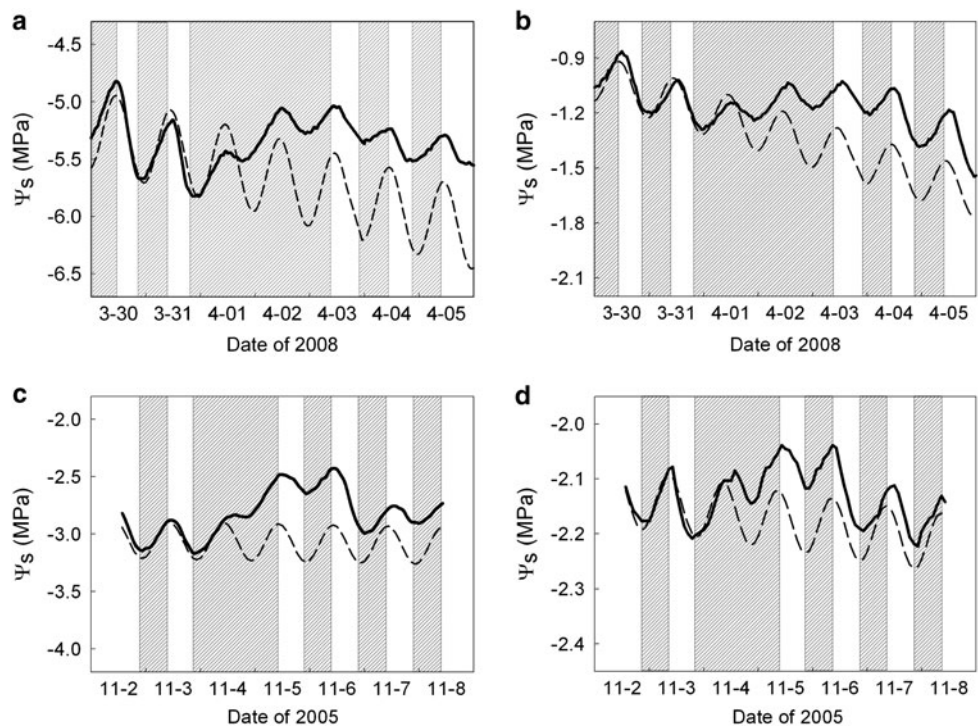 a
b
-4.3
-5.0
-5.5
-6.0
-6.5
Ψs (MPa)
3-30 3-31 4-01 4-02 4-03 4-04 4-05
Date of 2008
-0.9
-1.2
-1.5
-1.8
-2.1
Ψs (MPa)
3-30 3-31 4-01 4-02 4-03 4-04 4-05
Date of 2008
c
d
-2.0
-2.5
-3.0
-3.5
-4.0
Ψs (MPa)
11-2 11-3 11-4 11-5 11-6 11-7 11-8
Date of 2005
-2.0
-2.1
-2.2
-2.3
-2.4
Ψs (MPa)
11-2 11-3 11-4 11-5 11-6 11-7 11-8
Date of 2005